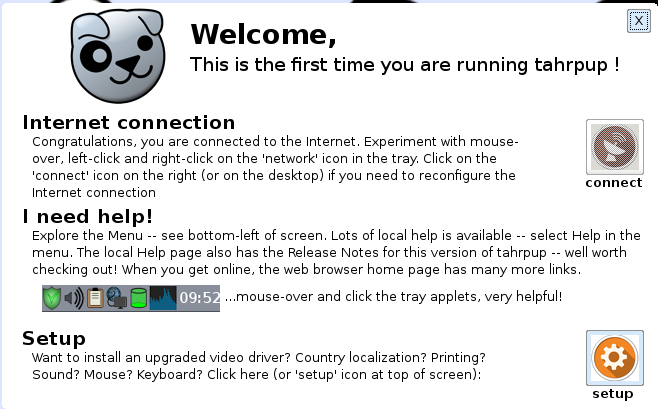 X
Welcome,
This is the first time you are running tahrpup !
Internet connection
Congratulations, you are connected to the Internet. Experiment with mouse-
over, left-click and right-click on the 'network' icon in the tray. Click on the
'connect' icon on the right (or on the desktop) if you need to reconfigure the
Internet connection
connect
I need help!
Explore the Menu -- see bottom-left of screen. Lots of local help is available -- select Help in the
menu. The local Help page also has the Release Notes for this version of tahrpup -- well worth
checking out! When you get online, the web browser home page has many more links.
09:52 ...mouse-over and click the tray applets, very helpful!
Setup
Want to install an upgraded video driver? Country localization? Printing?
Sound? Mouse? Keyboard? Click here (or 'setup' icon at top of screen):
setup